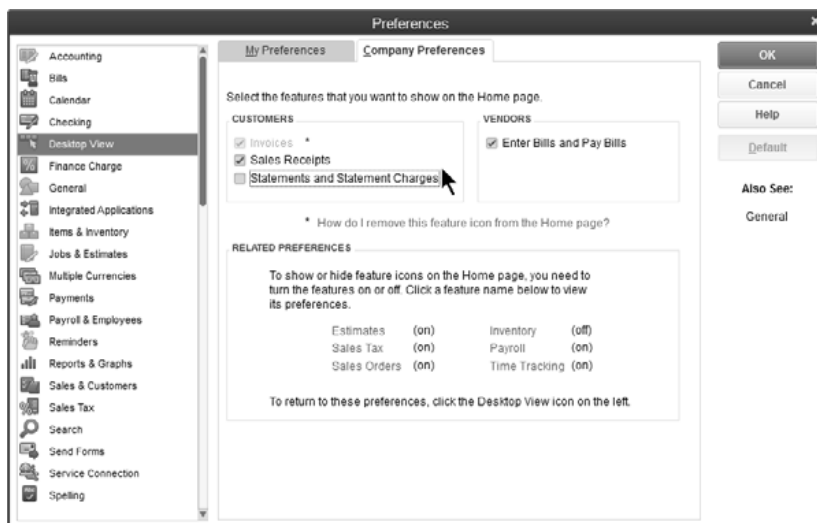 Preferences
x
Accounting
Bills
Calendar
Checking
Desktop View
Finance Charge
General
Integrated Applications
Items & Inventory
Jobs & Estimates
Multiple Currencies
Payments
Payroll & Employees
Reminders
Reports & Graphs
Sales & Customers
Sales Tax
Search
Send Forms
Service Connection
Spelling
My Preferences
Company Preferences
Select the features that you want to show on the Home page.
CUSTOMERS
Invoices *
Sales Receipts
Statements and Statement Charges
VENDORS
Enter Bills and Pay Bills
* How do I remove this feature icon from the Home page?
RELATED PREFERENCES
To show or hide feature icons on the Home page, you need to
turn the features on or off. Click a feature name below to view
its preferences.
Estimates (on) Inventory (off)
Sales Tax (on) Payroll (on)
Sales Orders (on) Time Tracking (on)
To return to these preferences, click the Desktop View icon on the left.
OK
Cancel
Help
Default
Also See:
General